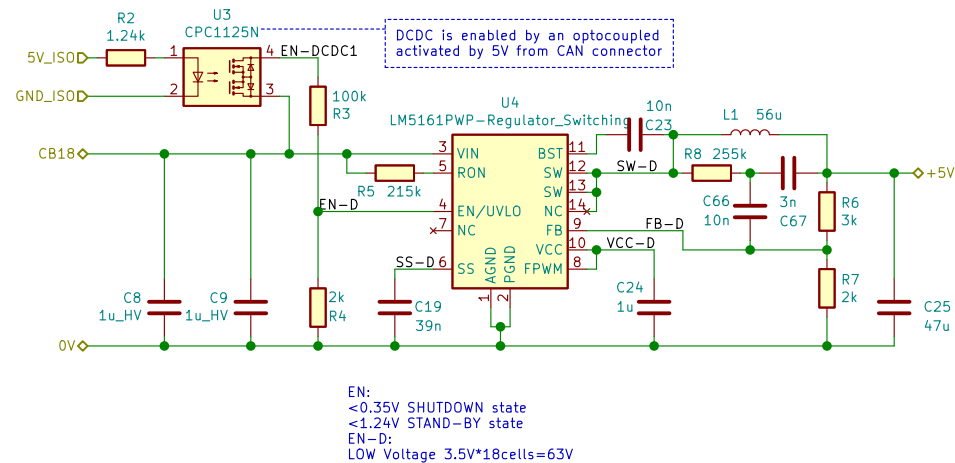 R2
1.24k
U3
CPC1125N
DCDC is enabled by an optocoupled
activated by 5V from CAN connector
5V_ISO
1
4
EN-DCDC1
GND_ISO
2
3
100k
R3
U4
LM5161PWP-Regulator_Switching
10n
C23
L1 56u
CB18
3
VIN
BST
11
5
RON
SW
12
SW-D
R8 255k
+5V
R5 215k
SW
13
EN-D
4
EN/UVLO
NC
14
C66
10n
3n
C67
R6
3k
7
NC
FB
9
FB-D
VCC
10
VCC-D
SS-D
6
SS
FPWM
8
AGND
PGND
1
2
C8
1u_HV
C9
1u_HV
2k
R4
C19
39n
C24
1u
R7
2k
C25
47u
0V
EN:
<0.35V SHUTDOWN state
<1.24V STAND-BY state
EN-D:
LOW Voltage 3.5V*18cells=63V